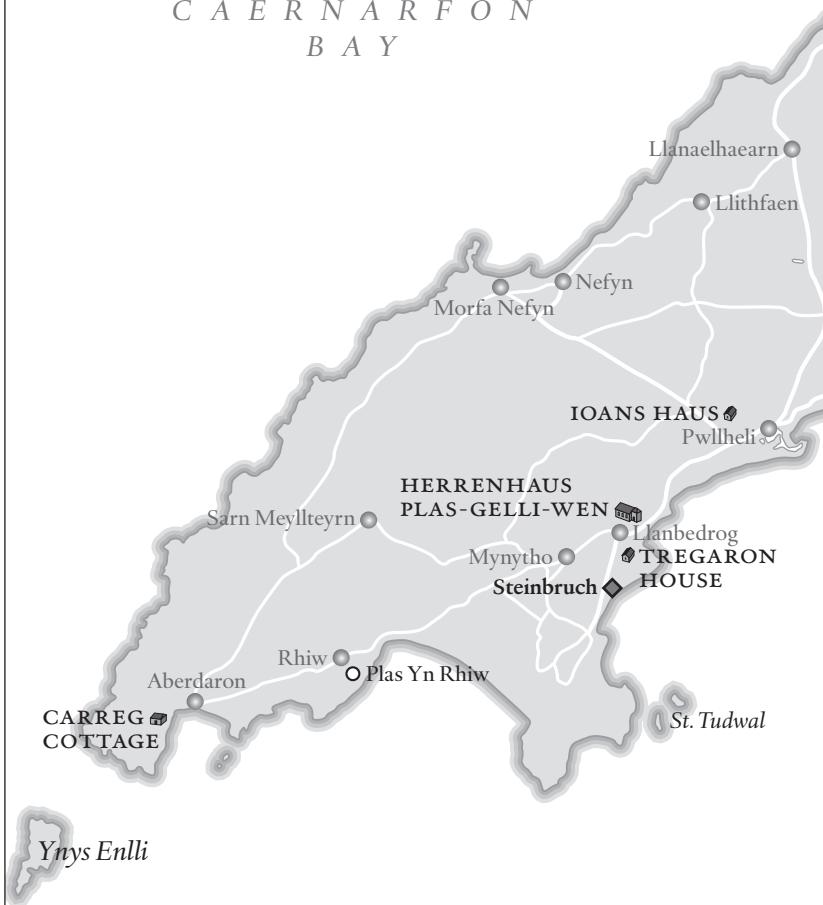 CAERNARFON
BAY
Llanaelhaearn
Llithfaen
Nefyn
Morfa Nefyn
IOANS HAUS
Pwllheli
HERRENHAUS
PLAS-GELLI-WEN
Sarn Meyllteyrn
Llanbedrog
Mynytho
TREGARON
HOUSE
Steinbruch
Rhiw
Plas Yn Rhiw
Aberdaron
CARREG
COTTAGE
St. Tudwal
Ynys Enlli